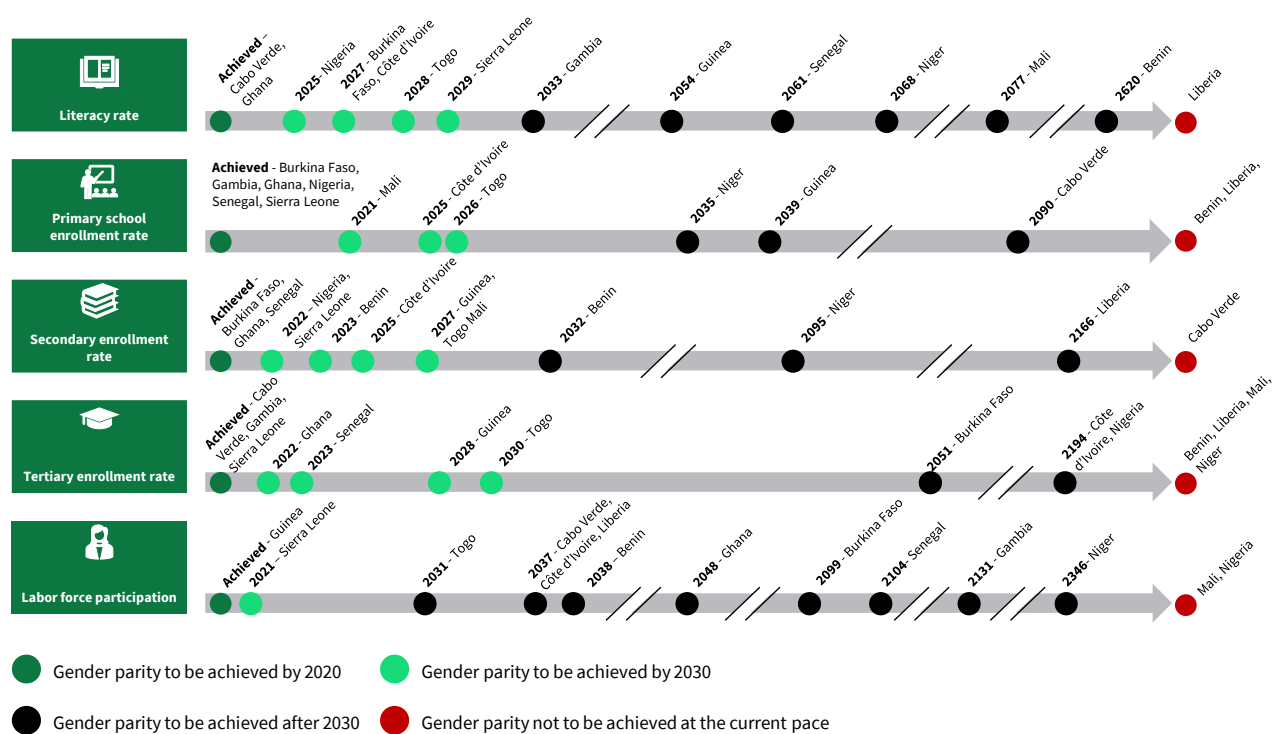 Literacy rate
Achieved –
Cabo Verde,
Ghana
2025- Nigeria
2027 - Burkina
Faso, Côte d'Ivoire
2028 - Togo
2029 - Sierra Leone
2033 - Gambia
2054 - Guinea
2061 - Senegal
2068 - Niger
2077 - Mali
2620 - Benin
Liberia
Primary school
enrollment rate
Achieved - Burkina Faso,
Gambia, Ghana, Nigeria,
Senegal, Sierra Leone
2021 - Mali
2025 - Côte d'Ivoire
2026 - Togo
2035 - Niger
2039 - Guinea
2090 - Cabo Verde
Benin, Liberia,
Secondary enrollment
rate
Achieved -
Burkina Faso,
Ghana, Senegal
2022 – Nigeria,
Sierra Leone
2023 - Benin
2025 - Côte d'Ivoire
2027 - Guinea,
Togo Mali
2032 - Benin
2095 - Niger
2166 - Liberia
Cabo Verde
Tertiary enrollment rate
Achieved - Cabo
Verde, Gambia,
Sierra Leone
2022 - Ghana
2023 - Senegal
2028 - Guinea
2030 - Togo
2051 - Burkina Faso
2194 - Côte
d'Ivoire, Nigeria
Benin, Liberia, Mali,
Niger
Labor force participation
Achieved - Guinea
2021 – Sierra Leone
2031 - Togo
2037 - Cabo Verde,
Côte d'Ivoire, Liberia
2038 – Benin
2048 - Ghana
2099 - Burkina Faso
2104 - Senegal
2131 - Gambia
2346 - Niger
Mali, Nigeria
Gender parity to be achieved by 2020
Gender parity to be achieved by 2030
Gender parity to be achieved after 2030
Gender parity not to be achieved at the current pace